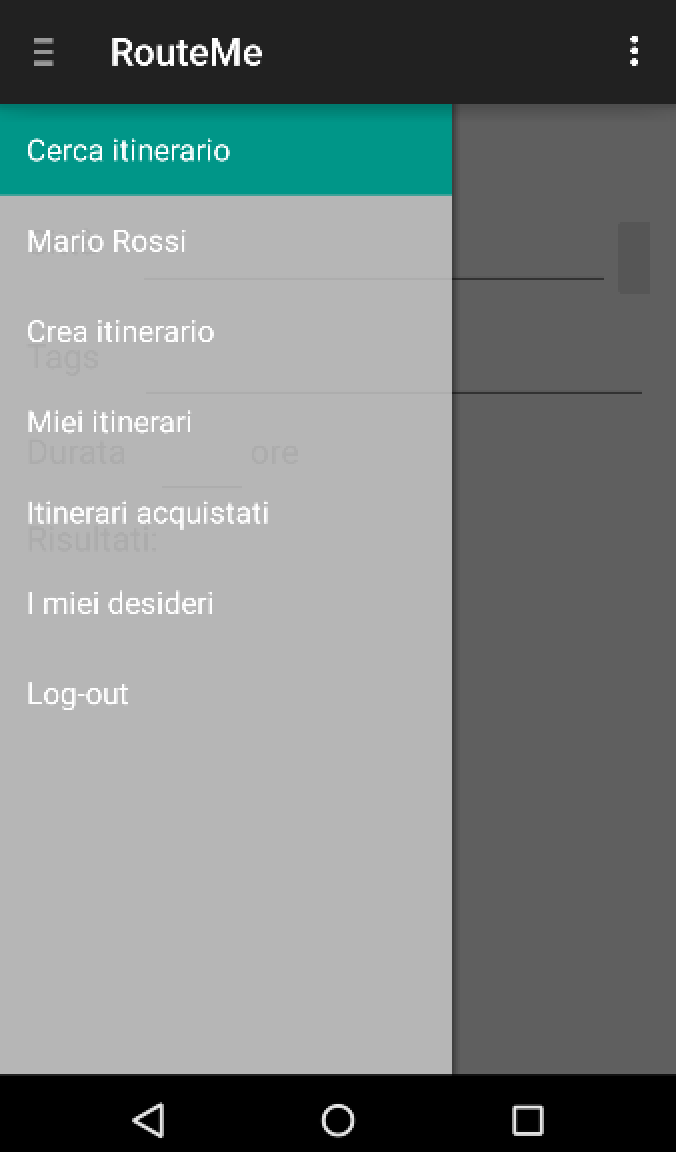 RouteMe
Cerca itinerario
Mario Rossi
Crea itinerario
Tags
Miei itinerari
Durata ore
Itinerari acquistati
Risultati:
I miei desideri
Log-out